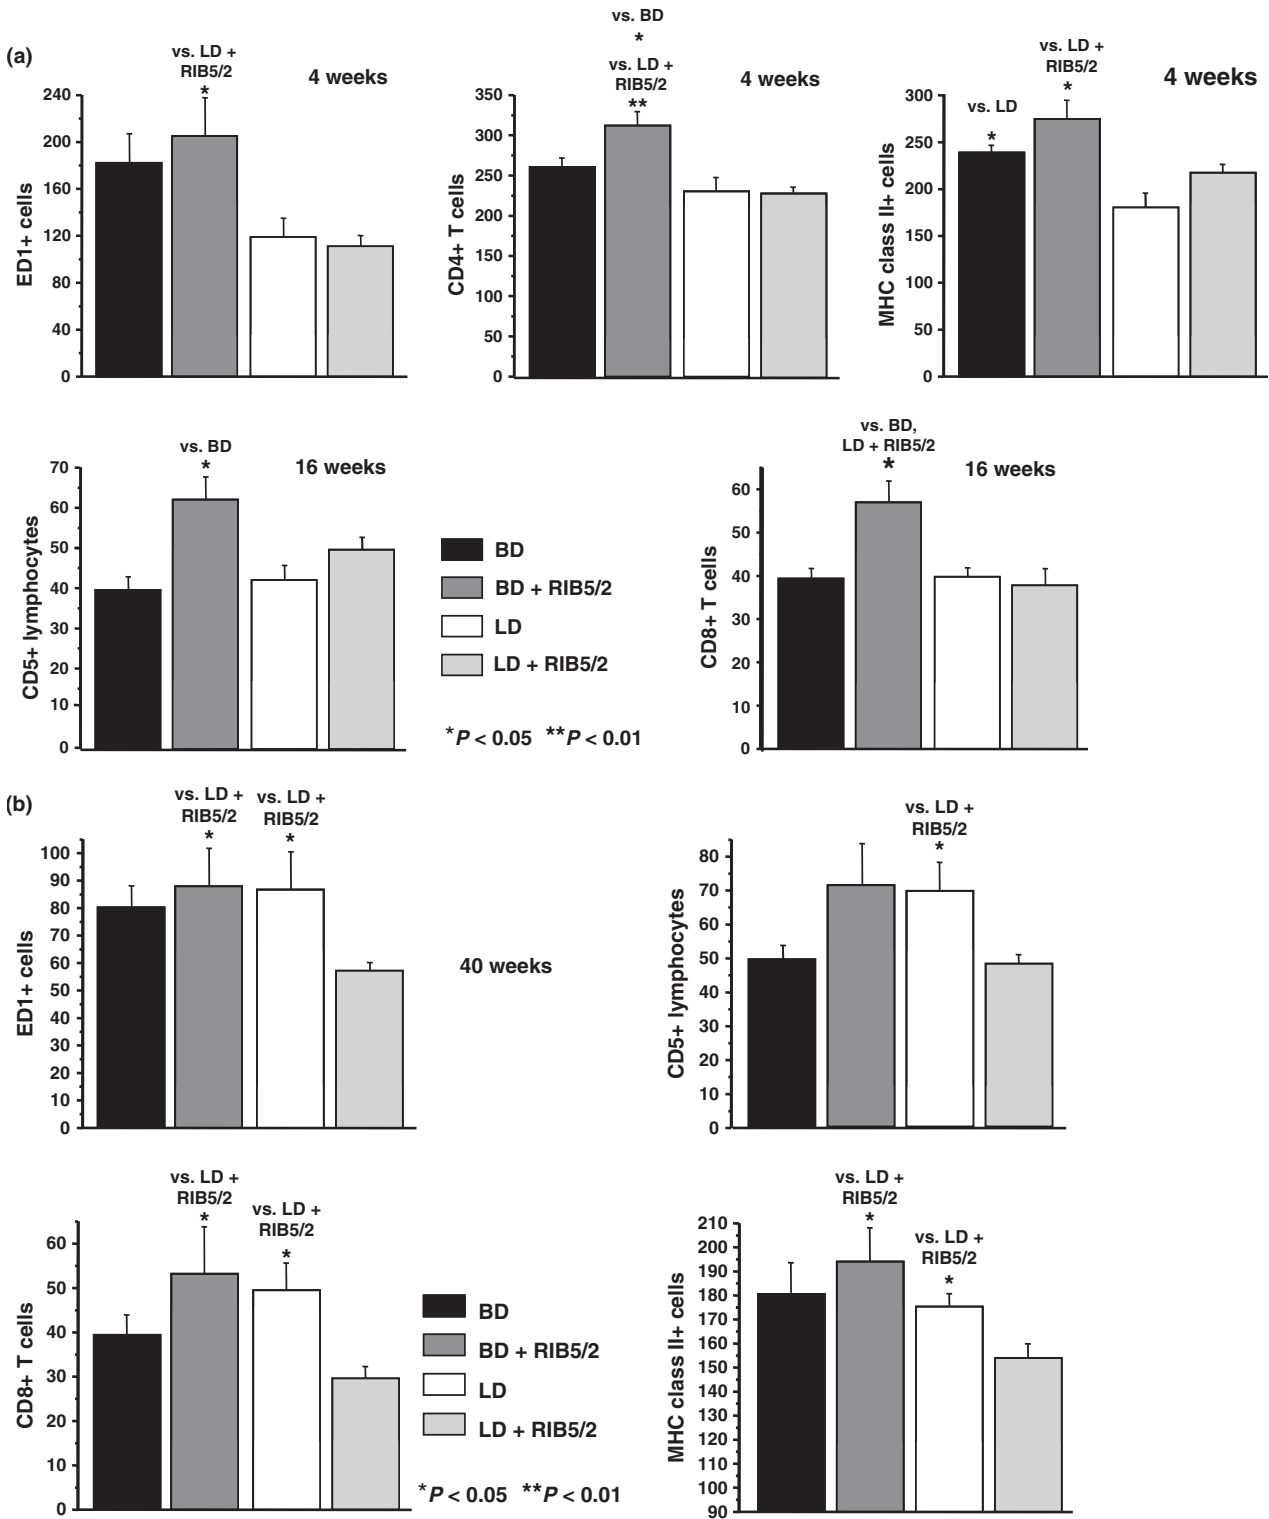 (a)
vs. LD +
RIB5/2
*
4 weeks
240
200
160
120
80
40
0
ED1+ cells
vs. BD
*
vs. LD +
RIB5/2
**
4 weeks
350
300
250
200
150
100
50
0
CD4+ T cells
vs. LD
*
vs. LD +
RIB5/2
*
4 weeks
300
250
200
150
100
50
0
MHC class II+ cells
vs. BD
*
16 weeks
70
60
50
40
30
20
10
0
CD5+ lymphocytes
BD
BD + RIB5/2
LD
LD + RIB5/2
*P < 0.05 **P < 0.01
vs. BD,
LD + RIB5/2
*
16 weeks
60
50
40
30
20
10
0
CD8+ T cells
(b)
vs. LD +
RIB5/2
*
vs. LD +
RIB5/2
*
100
90
80
70
60
50
40
30
20
10
0
ED1+ cells
40 weeks
vs. LD +
RIB5/2
*
80
70
60
50
40
30
20
10
0
CD5+ lymphocytes
vs. LD +
RIB5/2
*
vs. LD +
RIB5/2
*
60
50
40
30
20
10
0
CD8+ T cells
BD
BD + RIB5/2
LD
LD + RIB5/2
*P < 0.05 **P < 0.01
vs. LD +
RIB5/2
*
vs. LD +
RIB5/2
*
210
200
190
180
170
160
150
140
130
120
110
100
90
MHC class II+ cells